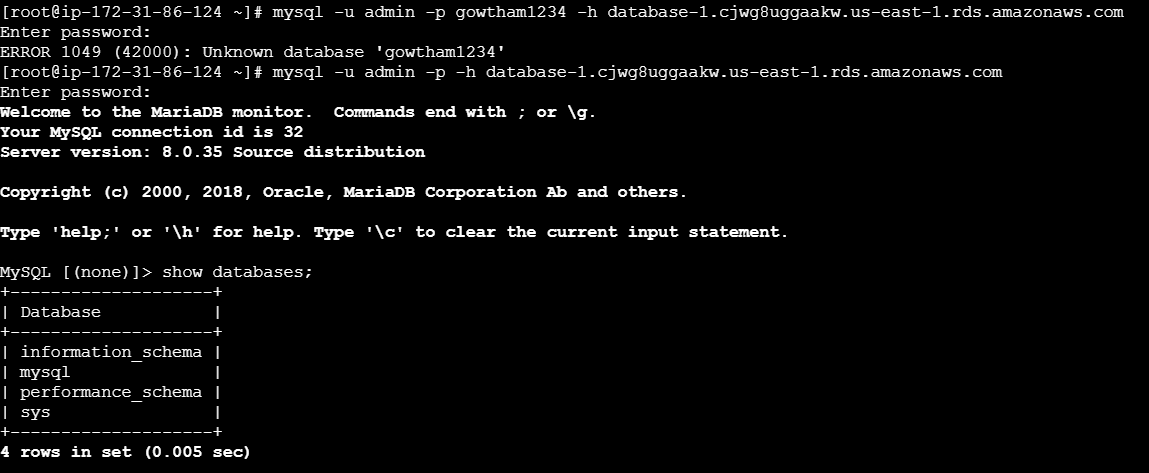 [root@ip-172-31-86-124 ~]# mysql -u admin -p gowtham1234 -h database-1.cjwg8uggaakw.us-east-1.rds.amazonaws.com
Enter password:
ERROR 1049 (42000): Unknown database 'gowtham1234'
[root@ip-172-31-86-124 ~]# mysql -u admin -p -h database-1.cjwg8uggaakw.us-east-1.rds.amazonaws.com
Enter password:
Welcome to the MariaDB monitor.  Commands end with ; or \g.
Your MySQL connection id is 32
Server version: 8.0.35 Source distribution

Copyright (c) 2000, 2018, Oracle, MariaDB Corporation Ab and others.

Type 'help;' or '\h' for help. Type '\c' to clear the current input statement.

MySQL [(none)]> show databases;
+--------------------+
| Database           |
+--------------------+
| information_schema |
| mysql              |
| performance_schema |
| sys                |
+--------------------+
4 rows in set (0.005 sec)